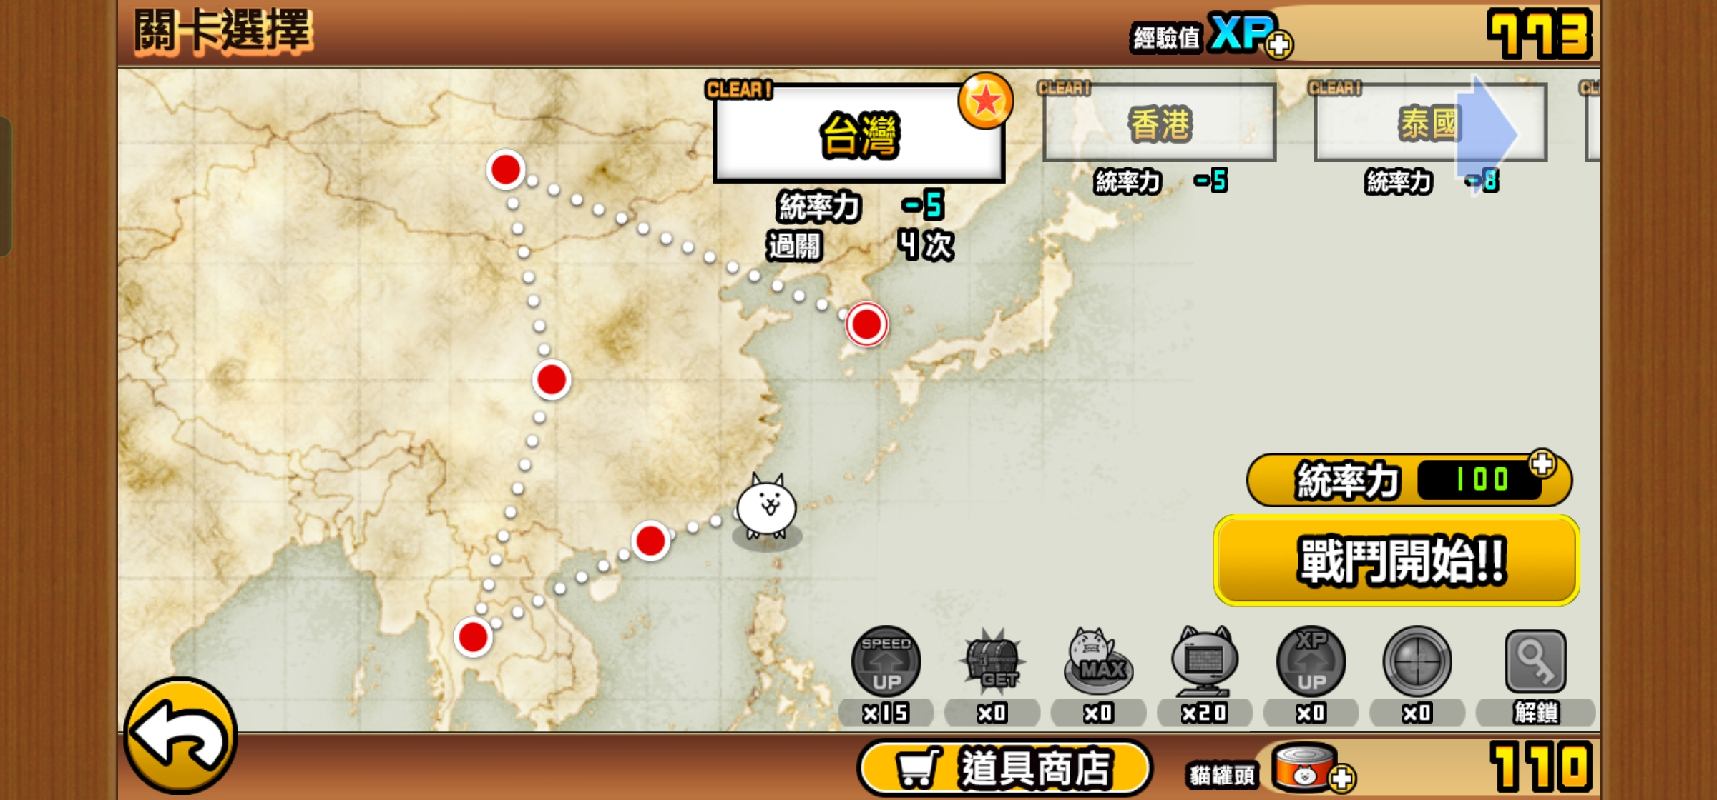 關卡選擇
經驗值 XP 773
CLEAR! CLEAR! CLEAR!
台灣 香港 泰國
統率力 -5 統率力 -5 統率力 -8
過關 4次
統率力 100
戰鬥開始!!
SPEED UP GET MAX XP UP
x15 x0 x0 x20 x0 x0 解鎖
道具商店 貓罐頭 110